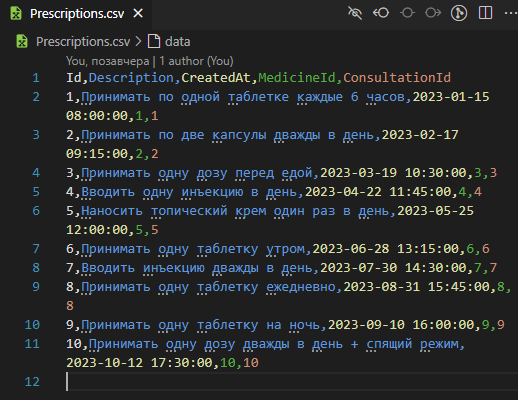 Prescriptions.csv
Prescriptions.csv > data
You, позавчера | 1 author (You)
1 Id,Description,CreatedAt,MedicineId,ConsultationId
2 1,Принимать по одной таблетке каждые 6 часов,2023-01-15
08:00:00,1,1
3 2,Принимать по две капсулы дважды в день,2023-02-17
09:15:00,2,2
4 3,Принимать одну дозу перед едой,2023-03-19 10:30:00,3,3
5 4,Вводить одну инъекцию в день,2023-04-22 11:45:00,4,4
6 5,Наносить топический крем один раз в день,2023-05-25
12:00:00,5,5
7 6,Принимать одну таблетку утром,2023-06-28 13:15:00,6,6
8 7,Вводить инъекцию дважды в день,2023-07-30 14:30:00,7,7
9 8,Принимать одну таблетку ежедневно,2023-08-31 15:45:00,8,
8
10 9,Принимать одну таблетку на ночь,2023-09-10 16:00:00,9,9
11 10,Принимать одну дозу дважды в день + спящий режим,
2023-10-12 17:30:00,10,10
12